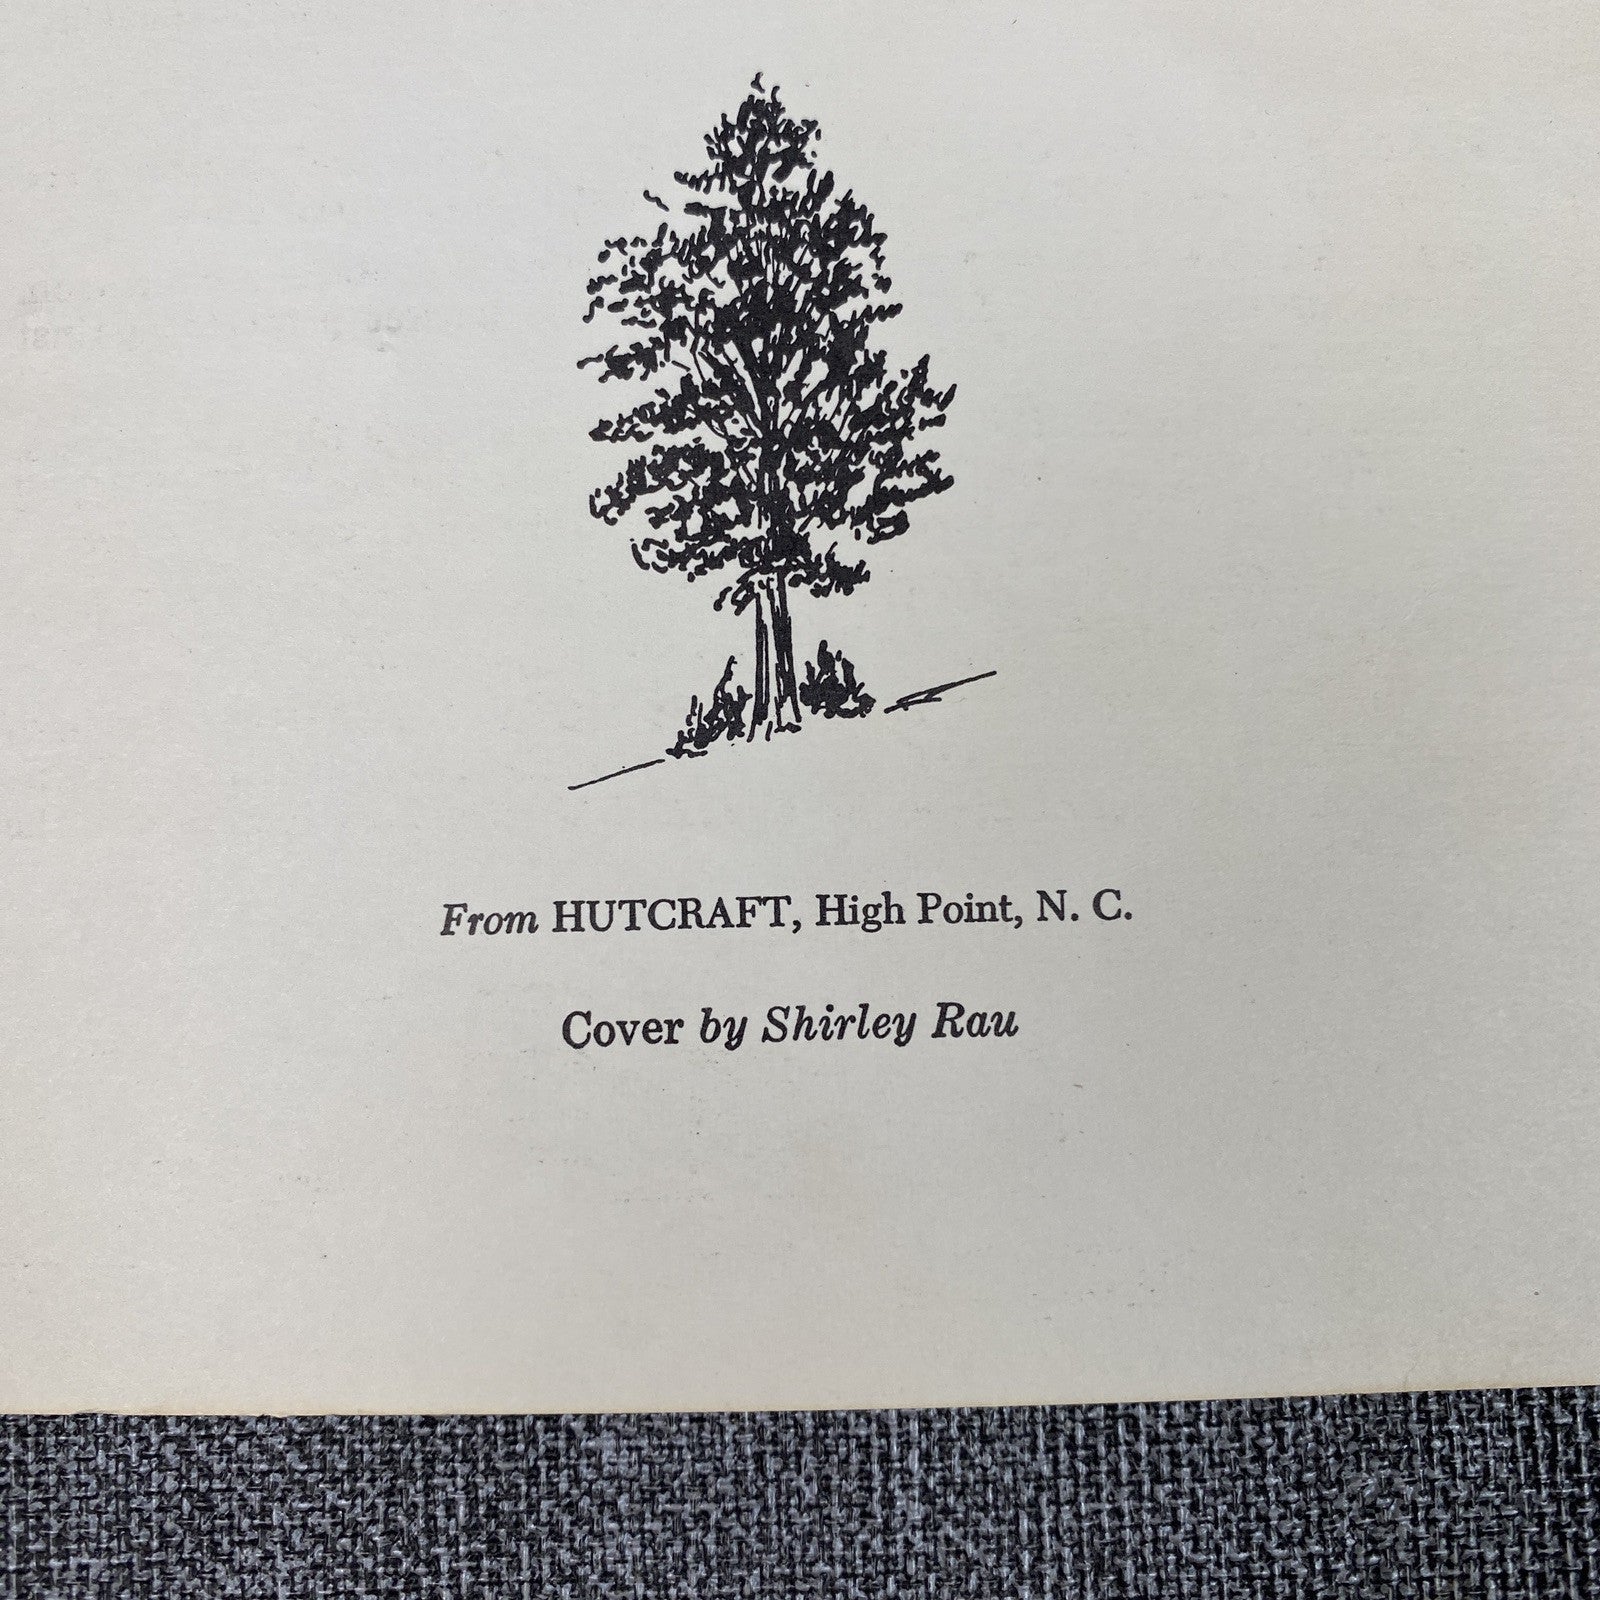 From HUTCRAFT, High Point, N. C.
Cover by Shirley Rau